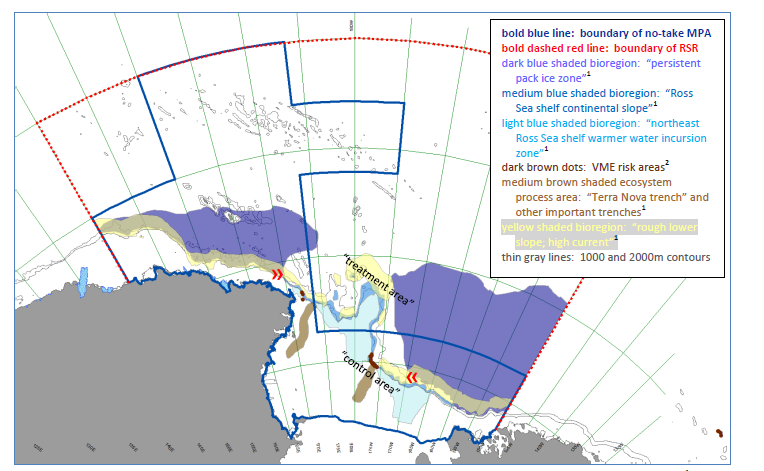 bold blue line:  boundary of no-take MPA
bold dashed red line:  boundary of RSR
dark blue shaded bioregion:  “persistent
pack ice zone”1
medium blue shaded bioregion:  “Ross
Sea shelf continental slope”1
light blue shaded bioregion:  “northeast
Ross Sea shelf warmer water incursion
zone”1
dark brown dots:  VME risk areas2
medium brown shaded ecosystem
process area:  “Terra Nova trench” and
other important trenches1
yellow shaded bioregion:  “rough lower
slope; high current”1
thin gray lines:  1000 and 2000m contours
“treatment area”
“control area”